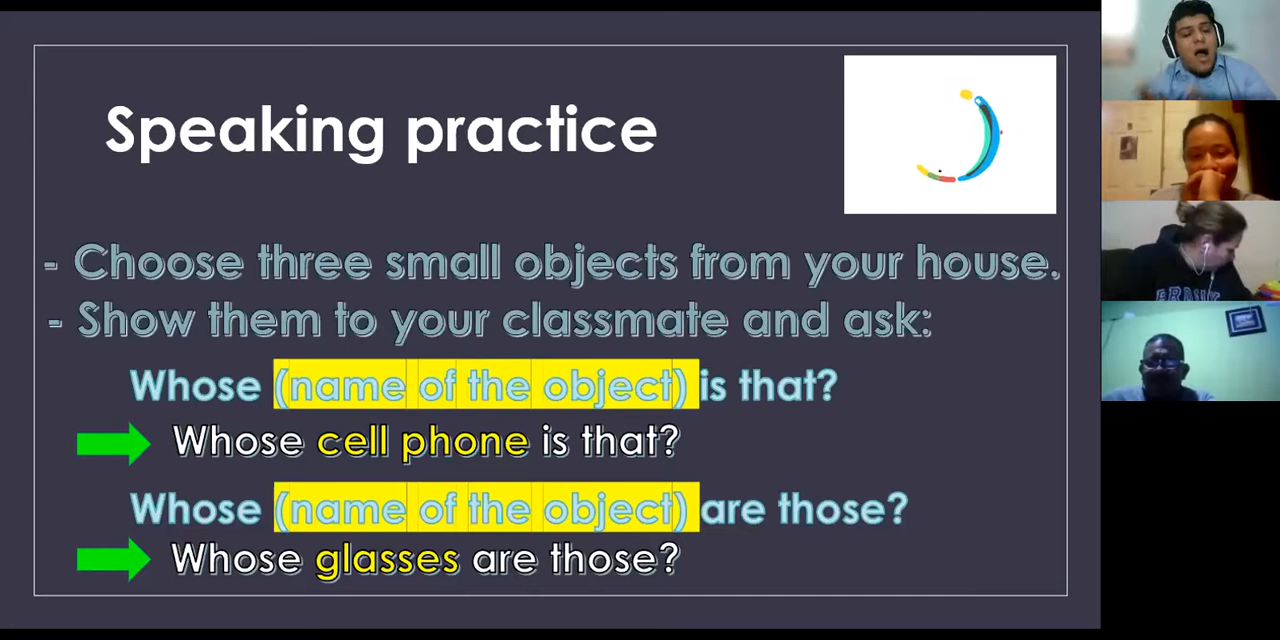 Speaking practice
- Choose three small objects from your house.
- Show them to your classmate and ask:
Whose (name of the object) is that?
Whose cell phone is that?
Whose (name of the object) are those?
Whose glasses are those?